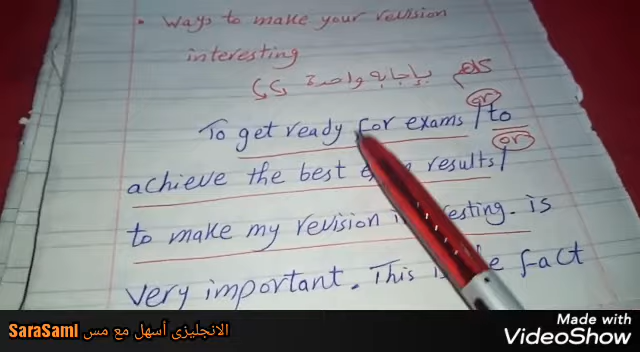 • Ways to make your revision
interesting
كلهم بإجابة واحدة
or
To get ready for exams / to
or
achieve the best results /
to make my revision interesting. is
very important. This is the fact
الانجليزى أسهل مع مس SaraSamI
Made with
VideoShow